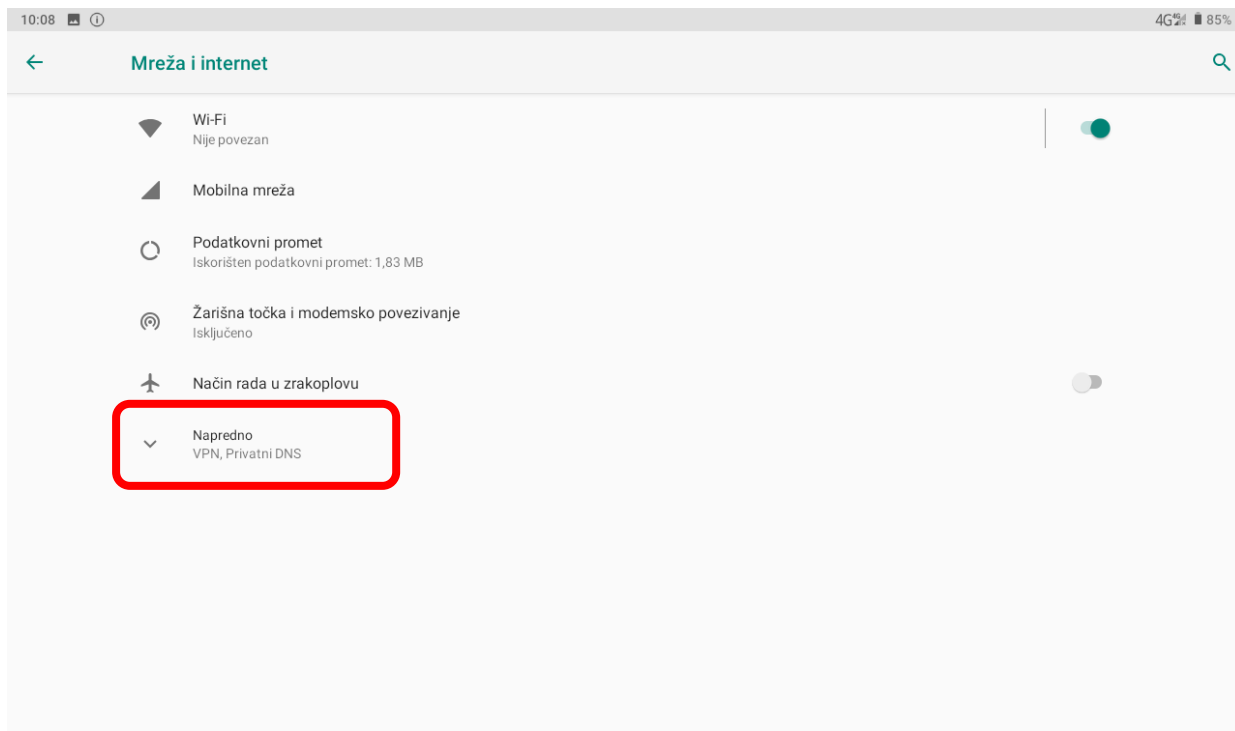 10:08 4G 85%
Mreža i internet
Wi-Fi
Nije povezan
Mobilna mreža
Podatkovni promet
Iskorišten podatkovni promet: 1,83 MB
Žarišna točka i modemsko povezivanje
Isključeno
Način rada u zrakoplovu
Napredno
VPN, Privatni DNS